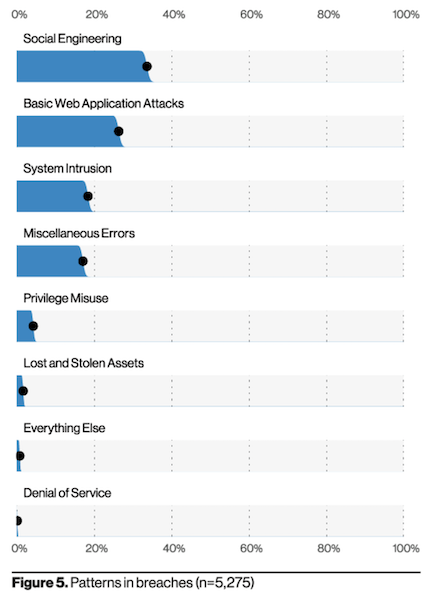 0% 20% 40% 60% 80% 100%
Social Engineering
Basic Web Application Attacks
System Intrusion
Miscellaneous Errors
Privilege Misuse
Lost and Stolen Assets
Everything Else
Denial of Service
0% 20% 40% 60% 80% 100%
Figure 5. Patterns in breaches (n=5,275)